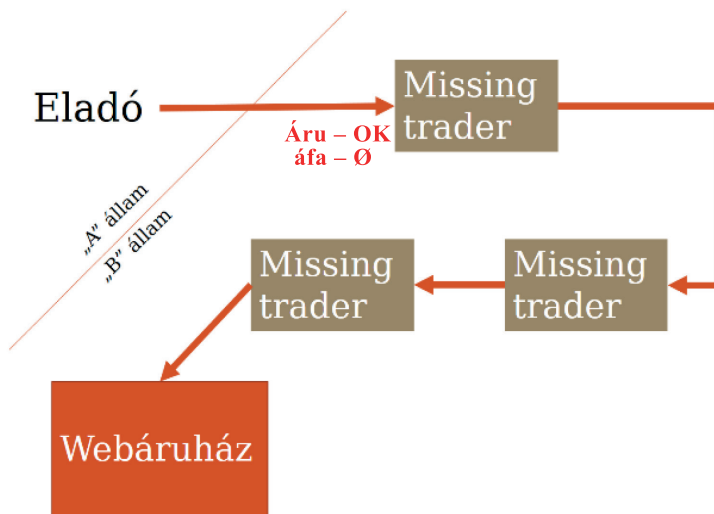 Eladó
Missing
trader
Áru – OK
áfa – Ø
„A” állam
„B” állam
Missing
trader
Missing
trader
Webáruház